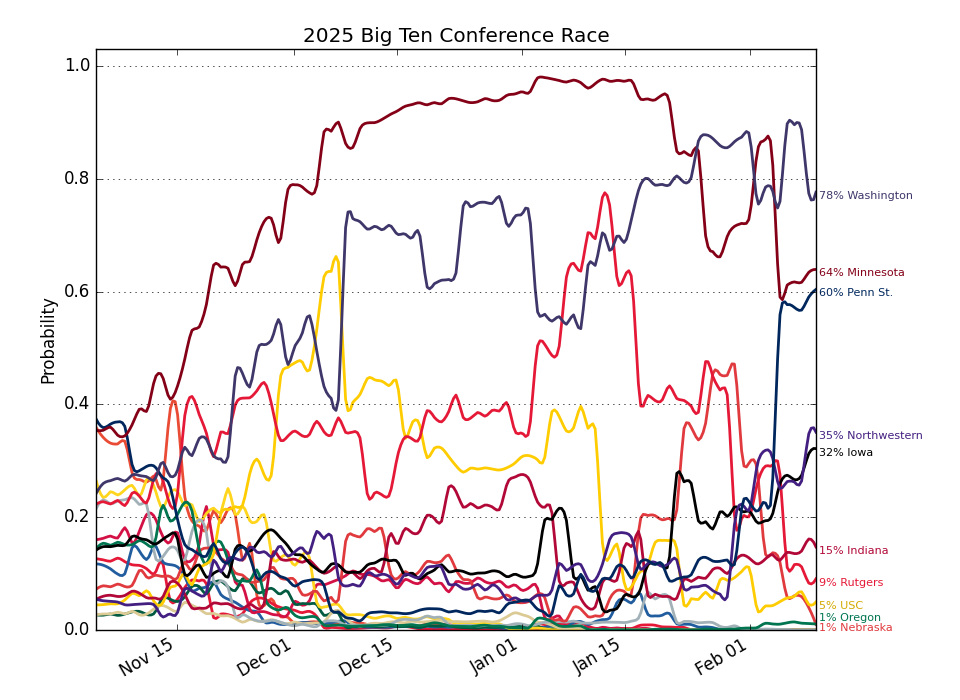 2025 Big Ten Conference Race
Probability
1.0
0.8
0.6
0.4
0.2
0.0
Nov 15
Dec 01
Dec 15
Jan 01
Jan 15
Feb 01
78% Washington
64% Minnesota
60% Penn St.
35% Northwestern
32% Iowa
15% Indiana
9% Rutgers
5% USC
1% Oregon
1% Nebraska